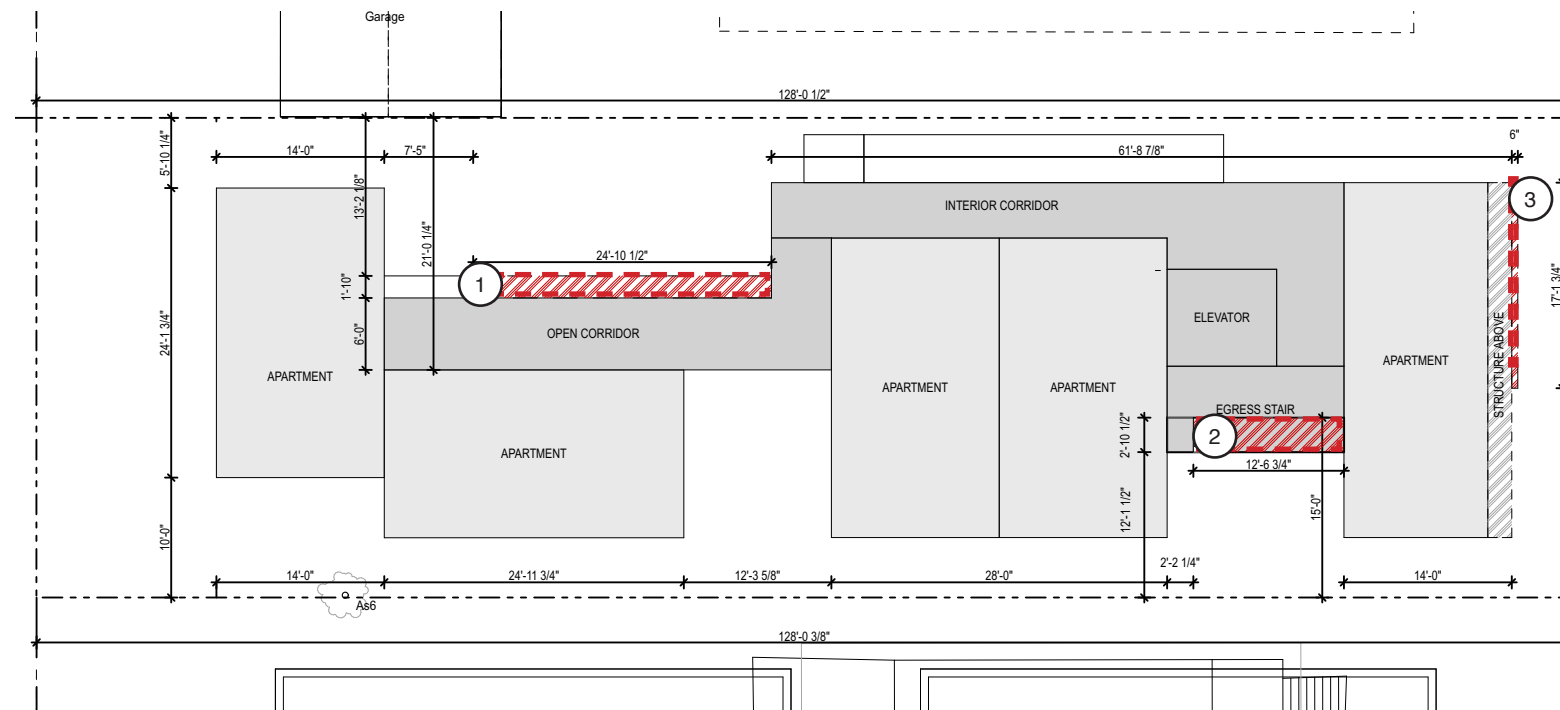 Garage
128'-0 1/2"
6"
14'-0"
7'-5"
61'-8 7/8"
5'-10 1/4"
13'-2 1/8"
21'-0 1/4"
INTERIOR CORRIDOR
3
24'-10 1/2"
1
1'-10"
17'-1 3/4"
24'-1 3/4"
6'-0"
OPEN CORRIDOR
ELEVATOR
STRUCTURE ABOVE
APARTMENT
APARTMENT
APARTMENT
APARTMENT
EGRESS STAIR
2
2'-10 1/2"
APARTMENT
12'-6 3/4"
12'-1 1/2"
15'-0"
10'-0"
2'-2 1/4"
14'-0"
24'-11 3/4"
12'-3 5/8"
28'-0"
14'-0"
As6
128'-0 3/8"